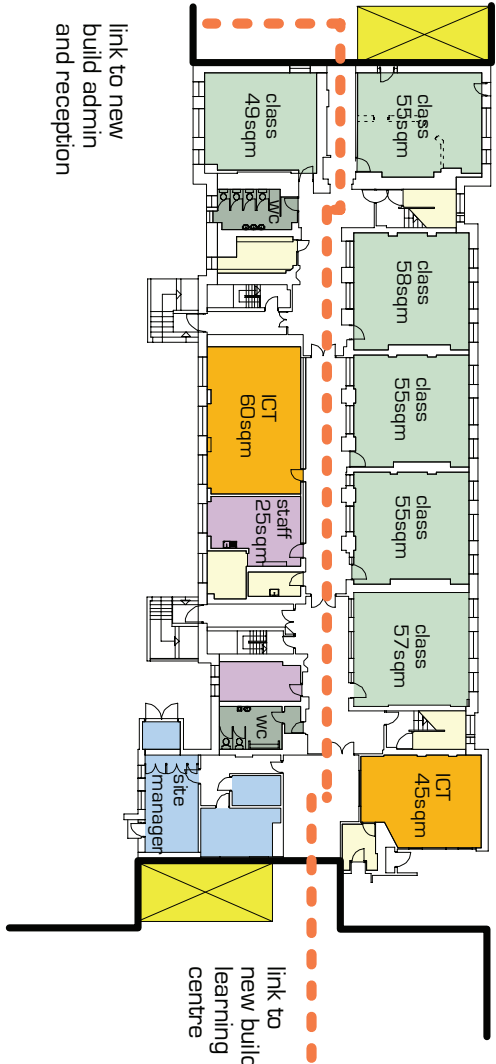 link to new
build admin
and reception
class
49sqm
class
55sqm
wc
class
58sqm
class
55sqm
ICT
60sqm
class
55sqm
staff
25sqm
class
57sqm
wc
ICT
45sqm
site
manager
link to
new build
learning
centre